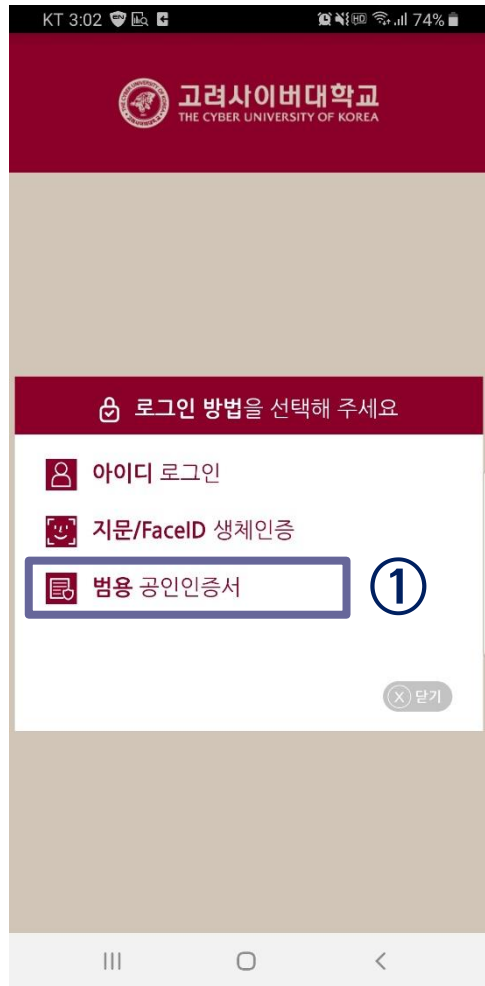 KT 3:02 74%
고려사이버대학교
THE CYBER UNIVERSITY OF KOREA
로그인 방법을 선택해 주세요
아이디 로그인
지문/FaceID 생체인증
범용 공인인증서 ①
닫기